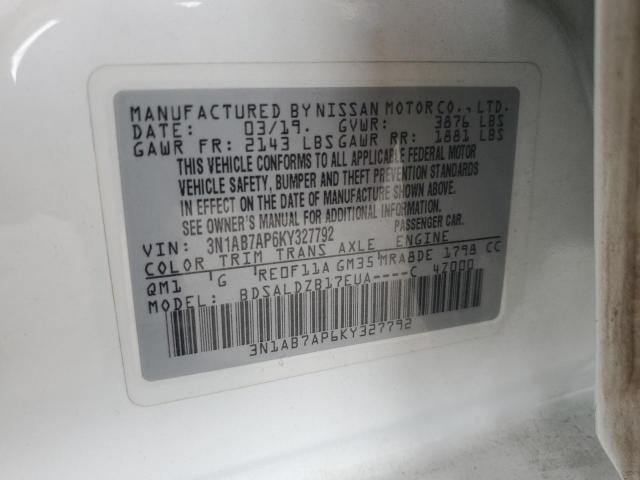 MANUFACTURED BY NISSAN MOTOR CO., LTD.
DATE: 03/19. GVWR: 3876 LBS
GAWR FR: 2143 LBS GAWR RR: 1881 LBS
THIS VEHICLE CONFORMS TO ALL APPLICABLE FEDERAL MOTOR
VEHICLE SAFETY, BUMPER AND THEFT PREVENTION STANDARDS
IN EFFECT ON THE DATE OF MANUFACTURE SHOWN ABOVE.
SEE OWNER'S MANUAL FOR ADDITIONAL INFORMATION.
VIN: 3N1AB7AP6KY327792 PASSENGER CAR.
COLOR TRIM TRANS AXLE ENGINE
QM1 G RE0F11A GM35 MRA8DE 1798 CC
MODEL: BDSALDZB17EUA----C 4Z000
3N1AB7AP6KY327792